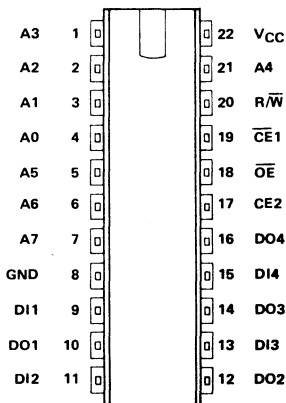 A3 1 22 VCC
A2 2 21 A4
A1 3 20 R/W̅
A0 4 19 C̅E̅1
A5 5 18 O̅E̅
A6 6 17 CE2
A7 7 16 DO4
GND 8 15 DI4
DI1 9 14 DO3
DO1 10 13 DI3
DI2 11 12 DO2